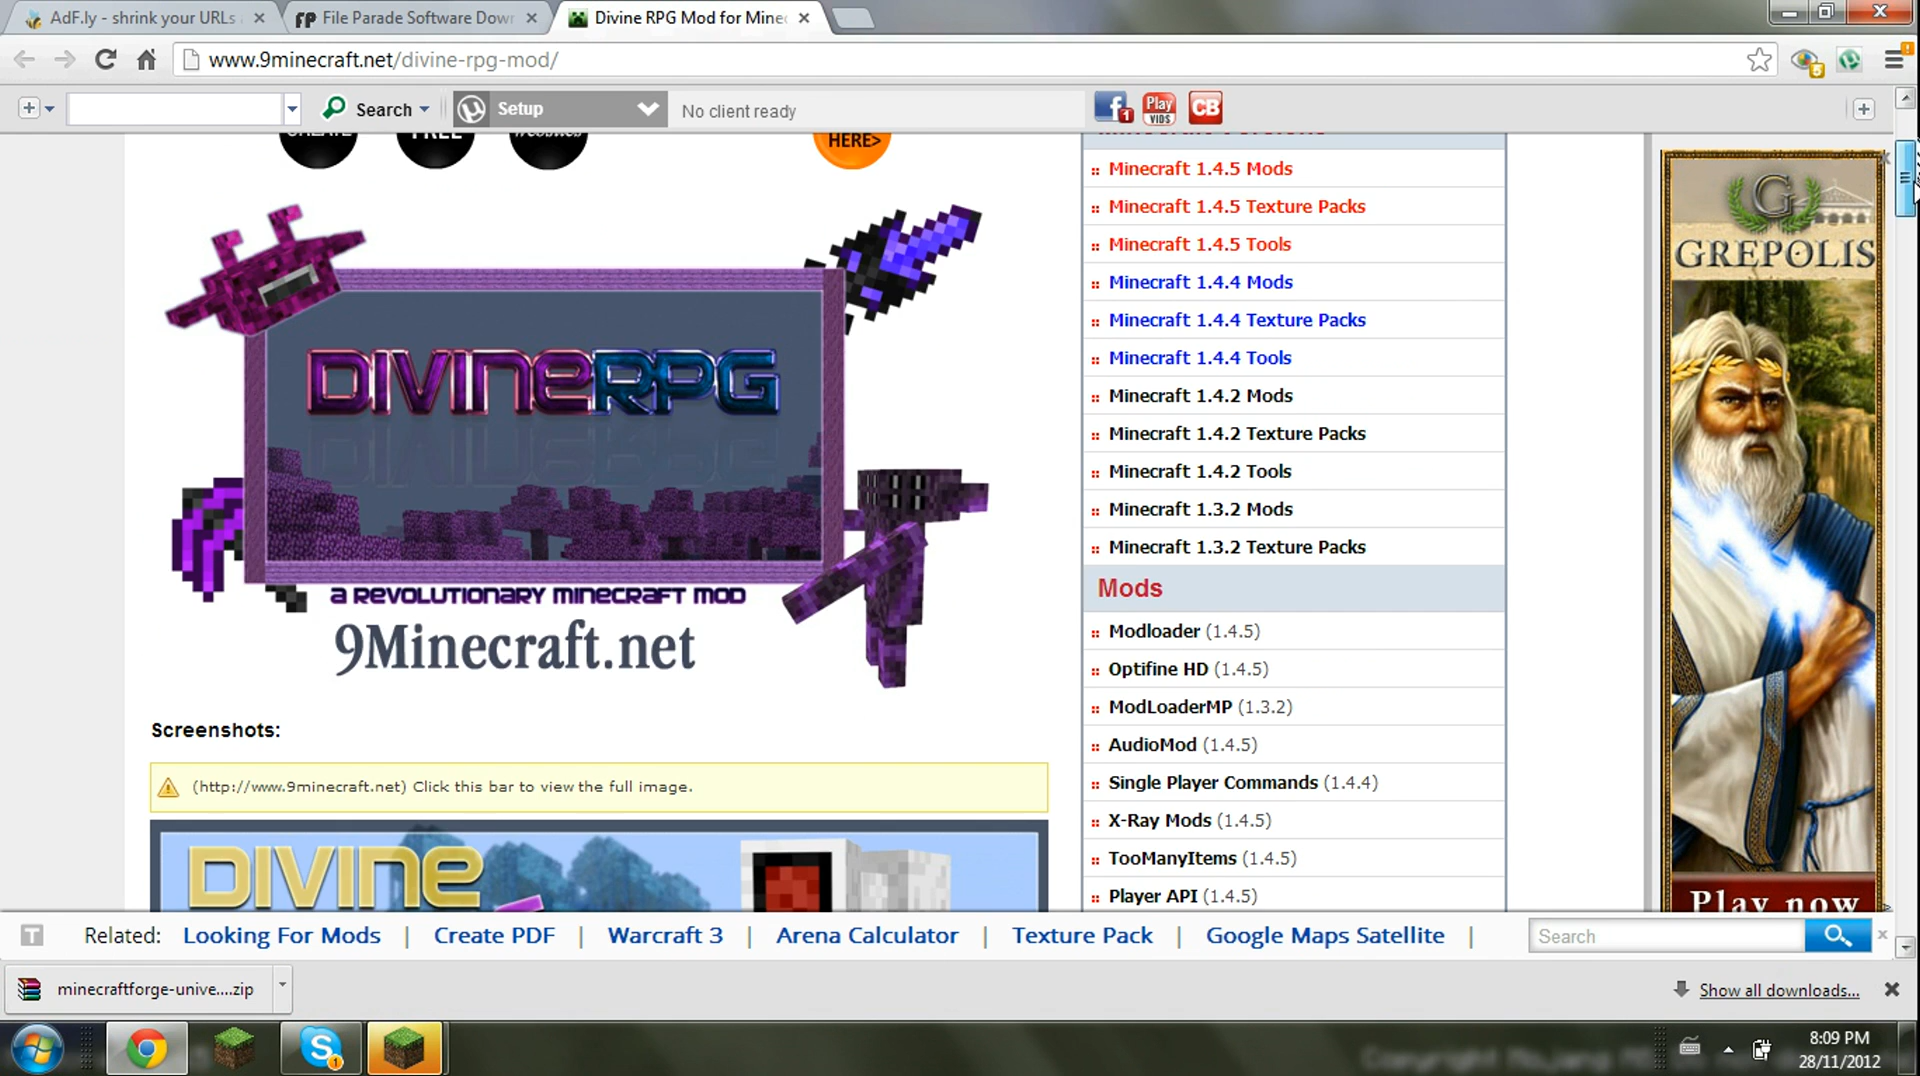 AdF.ly - shrink your URLs
File Parade Software Dow
Divine RPG Mod for Mine
www.9minecraft.net/divine-rpg-mod/
Search
Setup
No client ready
1
Play
VIDS
CB
CREATE
FREE
HERE>
Minecraft 1.4.5 Mods
Minecraft 1.4.5 Texture Packs
Minecraft 1.4.5 Tools
Minecraft 1.4.4 Mods
Minecraft 1.4.4 Texture Packs
Minecraft 1.4.4 Tools
Minecraft 1.4.2 Mods
Minecraft 1.4.2 Texture Packs
Minecraft 1.4.2 Tools
Minecraft 1.3.2 Mods
Minecraft 1.3.2 Texture Packs
Mods
Modloader (1.4.5)
Optifine HD (1.4.5)
ModLoaderMP (1.3.2)
AudioMod (1.4.5)
Single Player Commands (1.4.4)
X-Ray Mods (1.4.5)
TooManyItems (1.4.5)
Player API (1.4.5)
DIVINERPG
A REVOLUTIONARY MINECRAFT MOD
9Minecraft.net
Screenshots:
(http://www.9minecraft.net) Click this bar to view the full image.
DIVINE
G
GREPOLIS
Play now
Related: Looking For Mods | Create PDF | Warcraft 3 | Arena Calculator | Texture Pack | Google Maps Satellite |
Search
minecraftforge-unive....zip
Show all downloads...
8:09 PM
28/11/2012